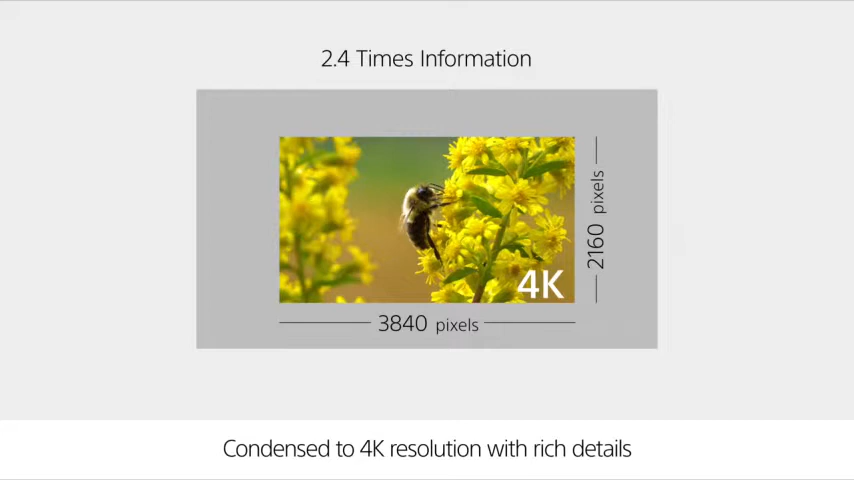 2.4 Times Information
2160 pixels
4K
3840 pixels
Condensed to 4K resolution with rich details